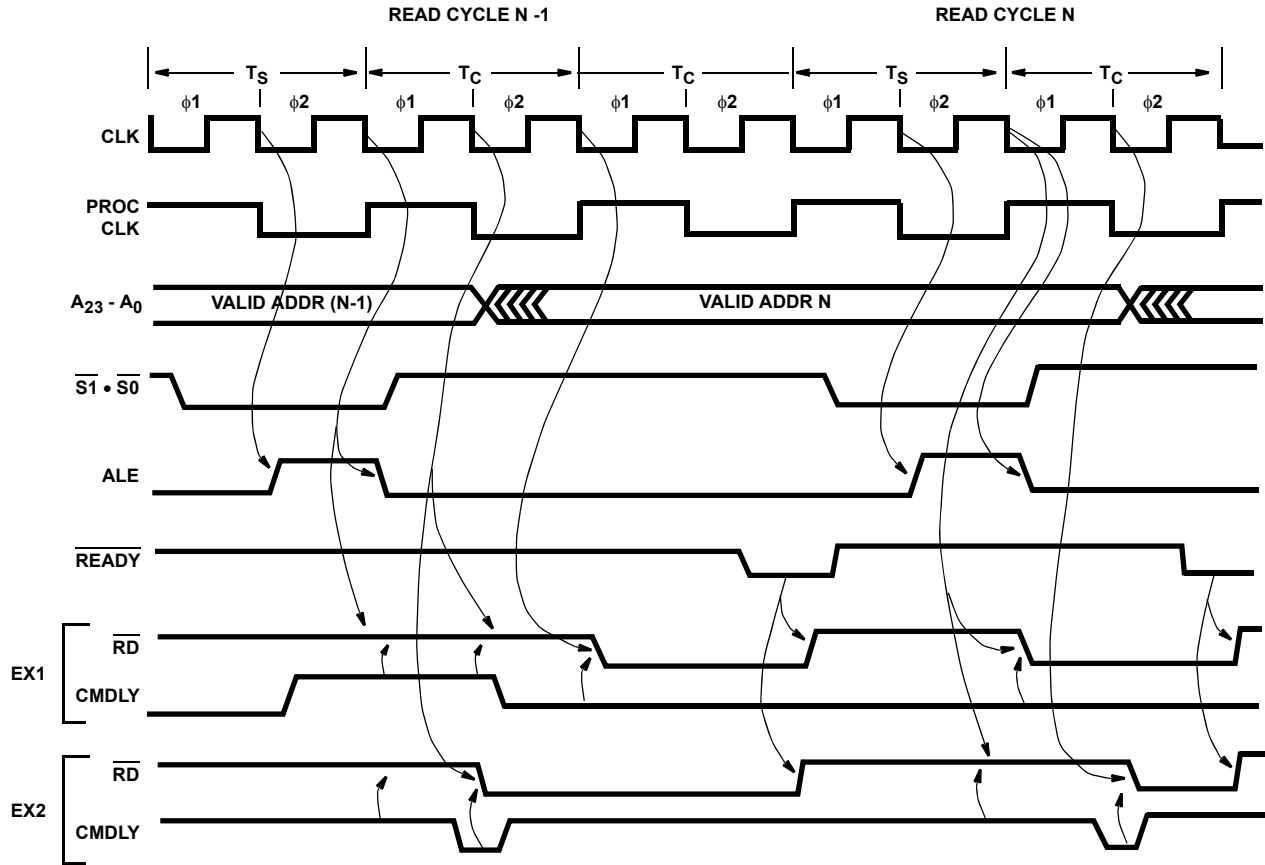 READ CYCLE N -1 READ CYCLE N
TS TC TC TS TC
ϕ1 ϕ2 ϕ1 ϕ2 ϕ1 ϕ2 ϕ1 ϕ2 ϕ1 ϕ2
CLK
PROC
CLK
A23 - A0 VALID ADDR (N-1) VALID ADDR N
S1 • S0
ALE
READY
EX1
RD
CMDLY
EX2
RD
CMDLY